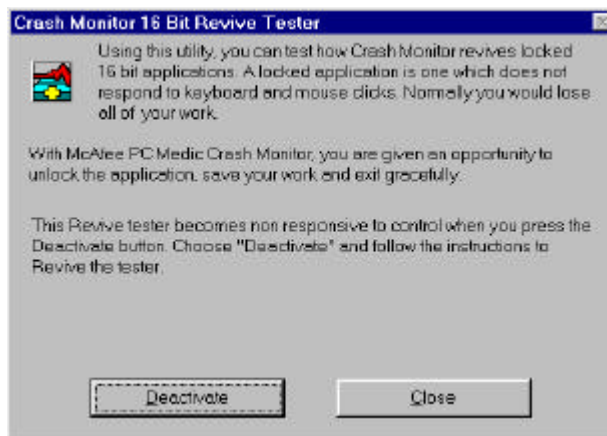 Crash Monitor 16 Bit Revive Tester
Using this utility, you can test how Crash Monitor revives locked
16 bit applications. A locked application is one which does not
respond to keyboard and mouse clicks. Normally you would lose
all of your work.
With McAfee PC Medic Crash Monitor, you are given an opportunity to
unlock the application, save your work and exit gracefully.
This Revive tester becomes non responsive to control when you press the
Deactivate button. Choose "Deactivate" and follow the instructions to
Revive the tester.
Deactivate
Close